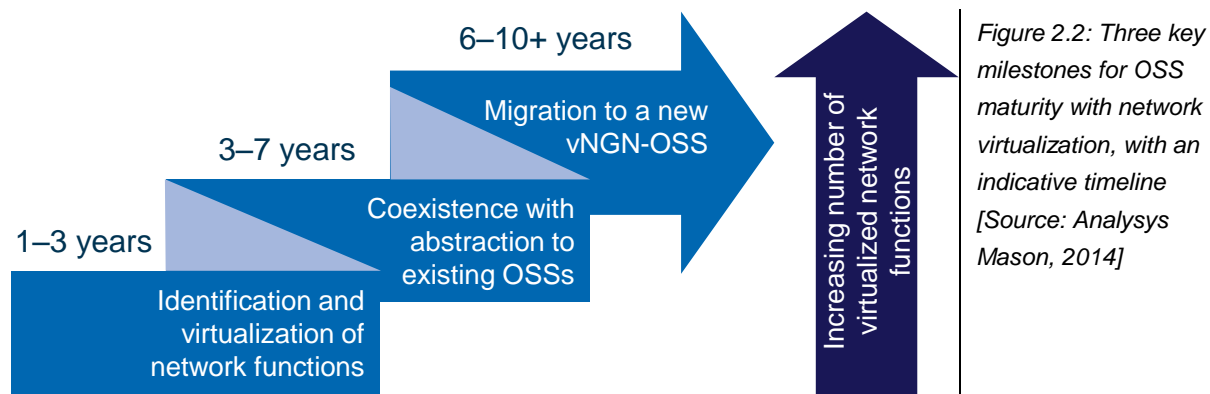 6–10+ years
Migration to a new
vNGN-OSS
3–7 years
Coexistence with
abstraction to
existing OSSs
1–3 years
Identification and
virtualization of
network functions
Increasing number of
virtualized network
functions
Figure 2.2: Three key
milestones for OSS
maturity with network
virtualization, with an
indicative timeline
[Source: Analysys
Mason, 2014]